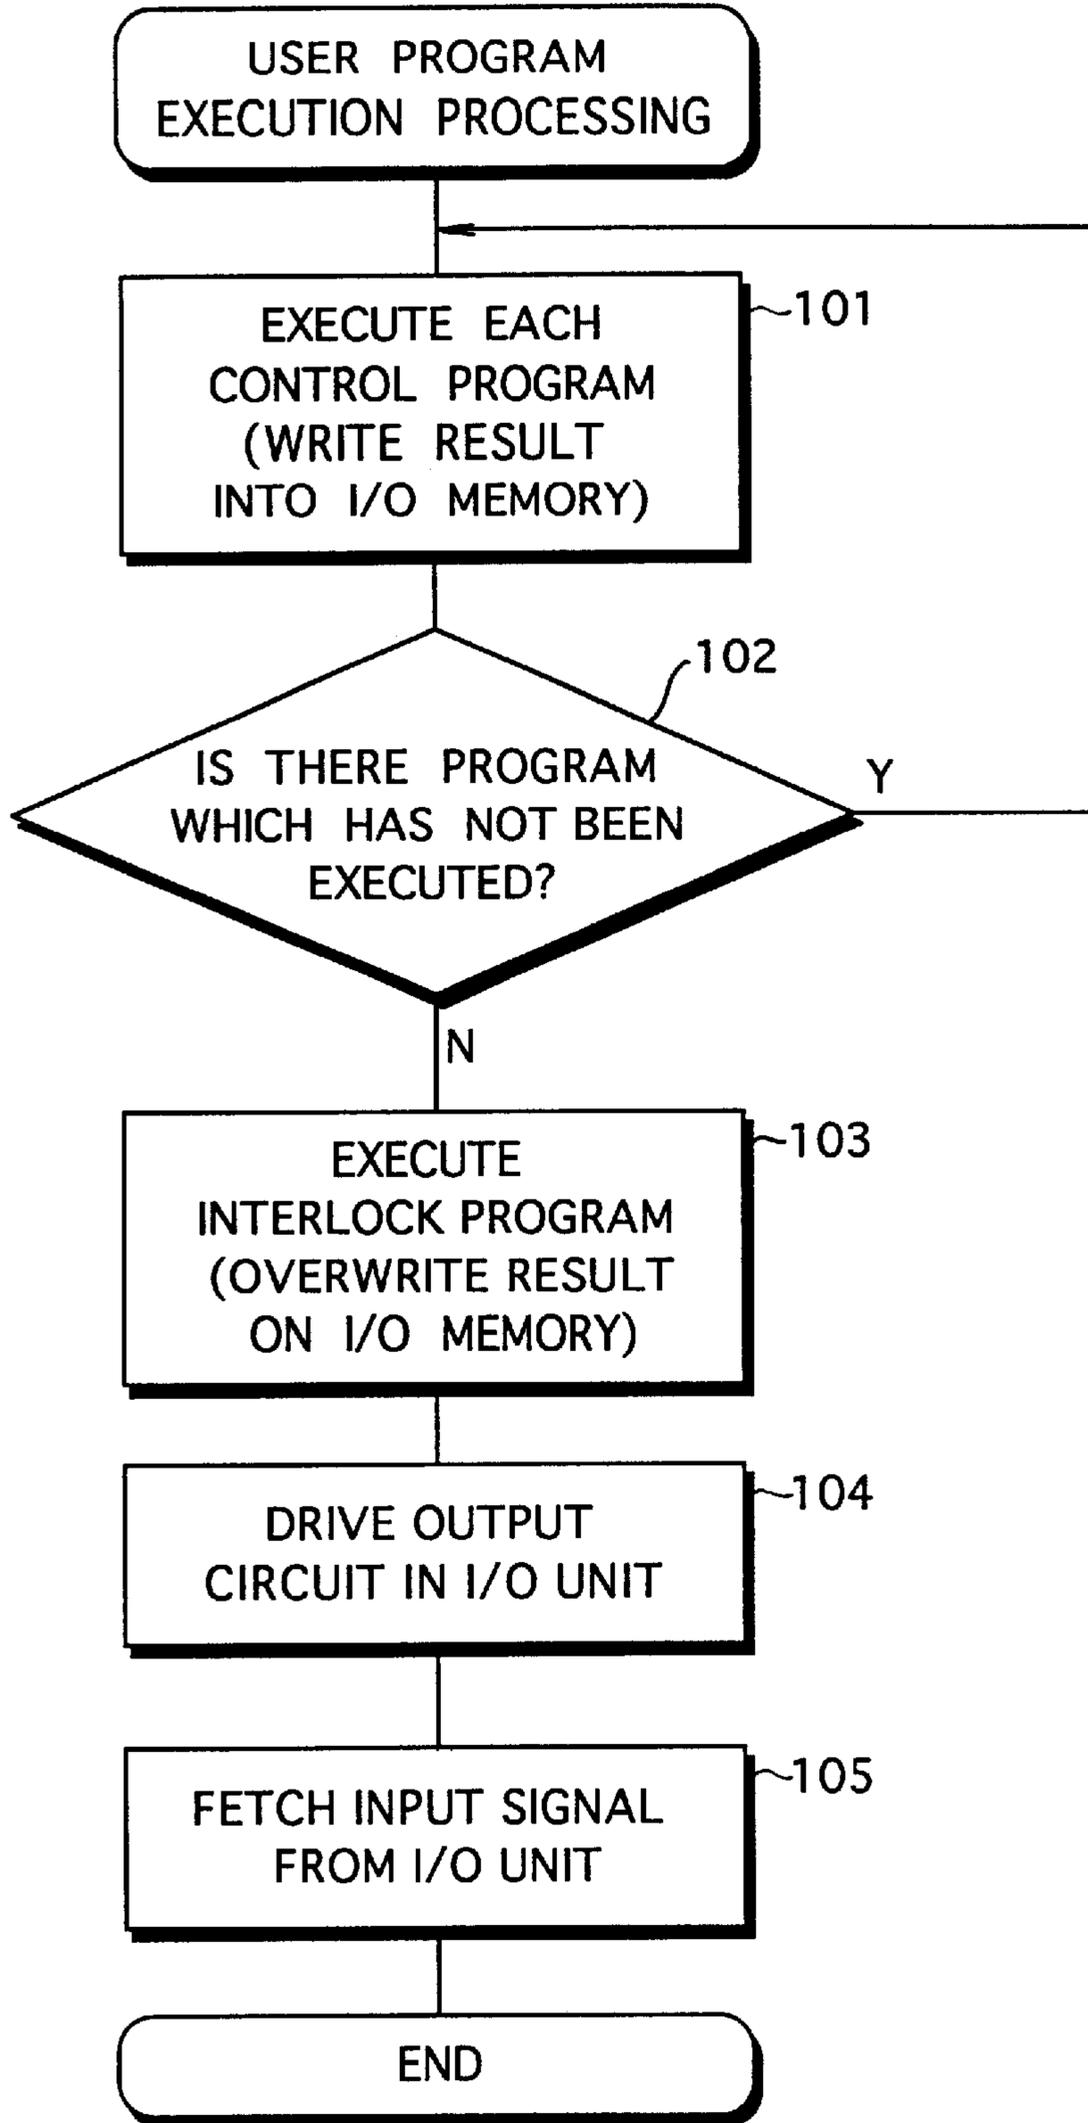 USER PROGRAM
EXECUTION PROCESSING
101
EXECUTE EACH
CONTROL PROGRAM
(WRITE RESULT
INTO I/O MEMORY)
102
IS THERE PROGRAM
WHICH HAS NOT BEEN
EXECUTED?
Y
N
103
EXECUTE
INTERLOCK PROGRAM
(OVERWRITE RESULT
ON I/O MEMORY)
104
DRIVE OUTPUT
CIRCUIT IN I/O UNIT
105
FETCH INPUT SIGNAL
FROM I/O UNIT
END